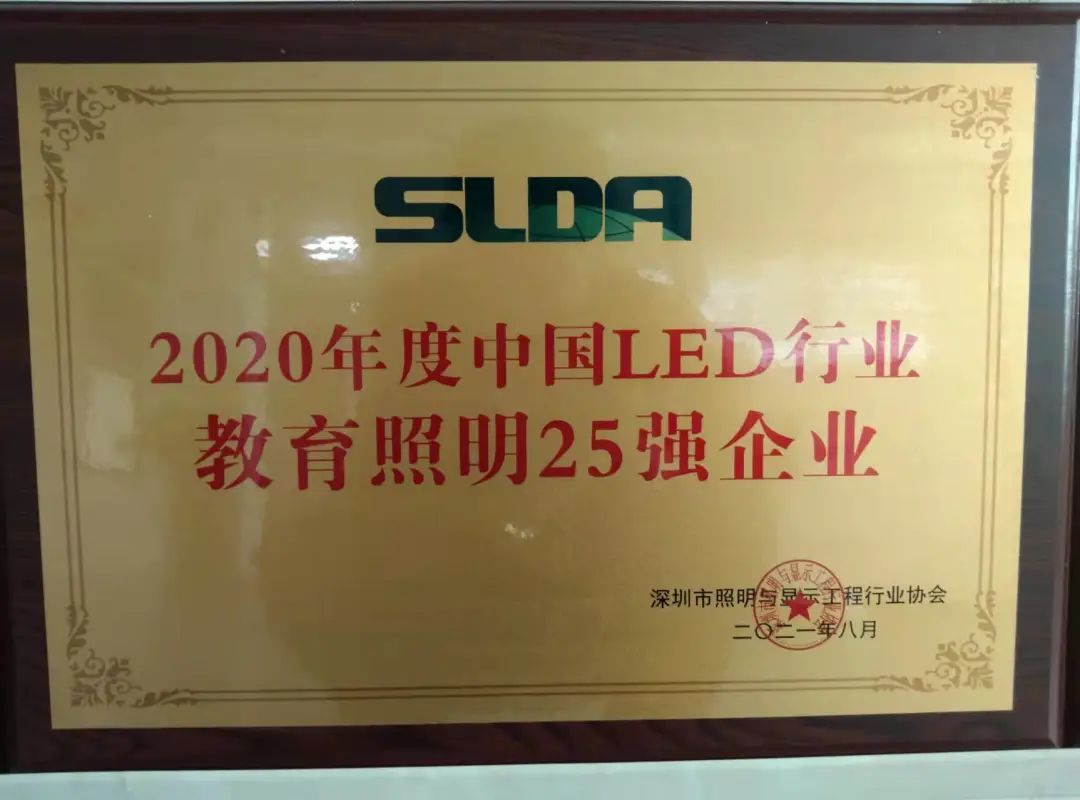 SLDA
2020年度中国LED行业
教育照明25强企业
深圳市照明与显示工程行业协会
二〇二一年八月